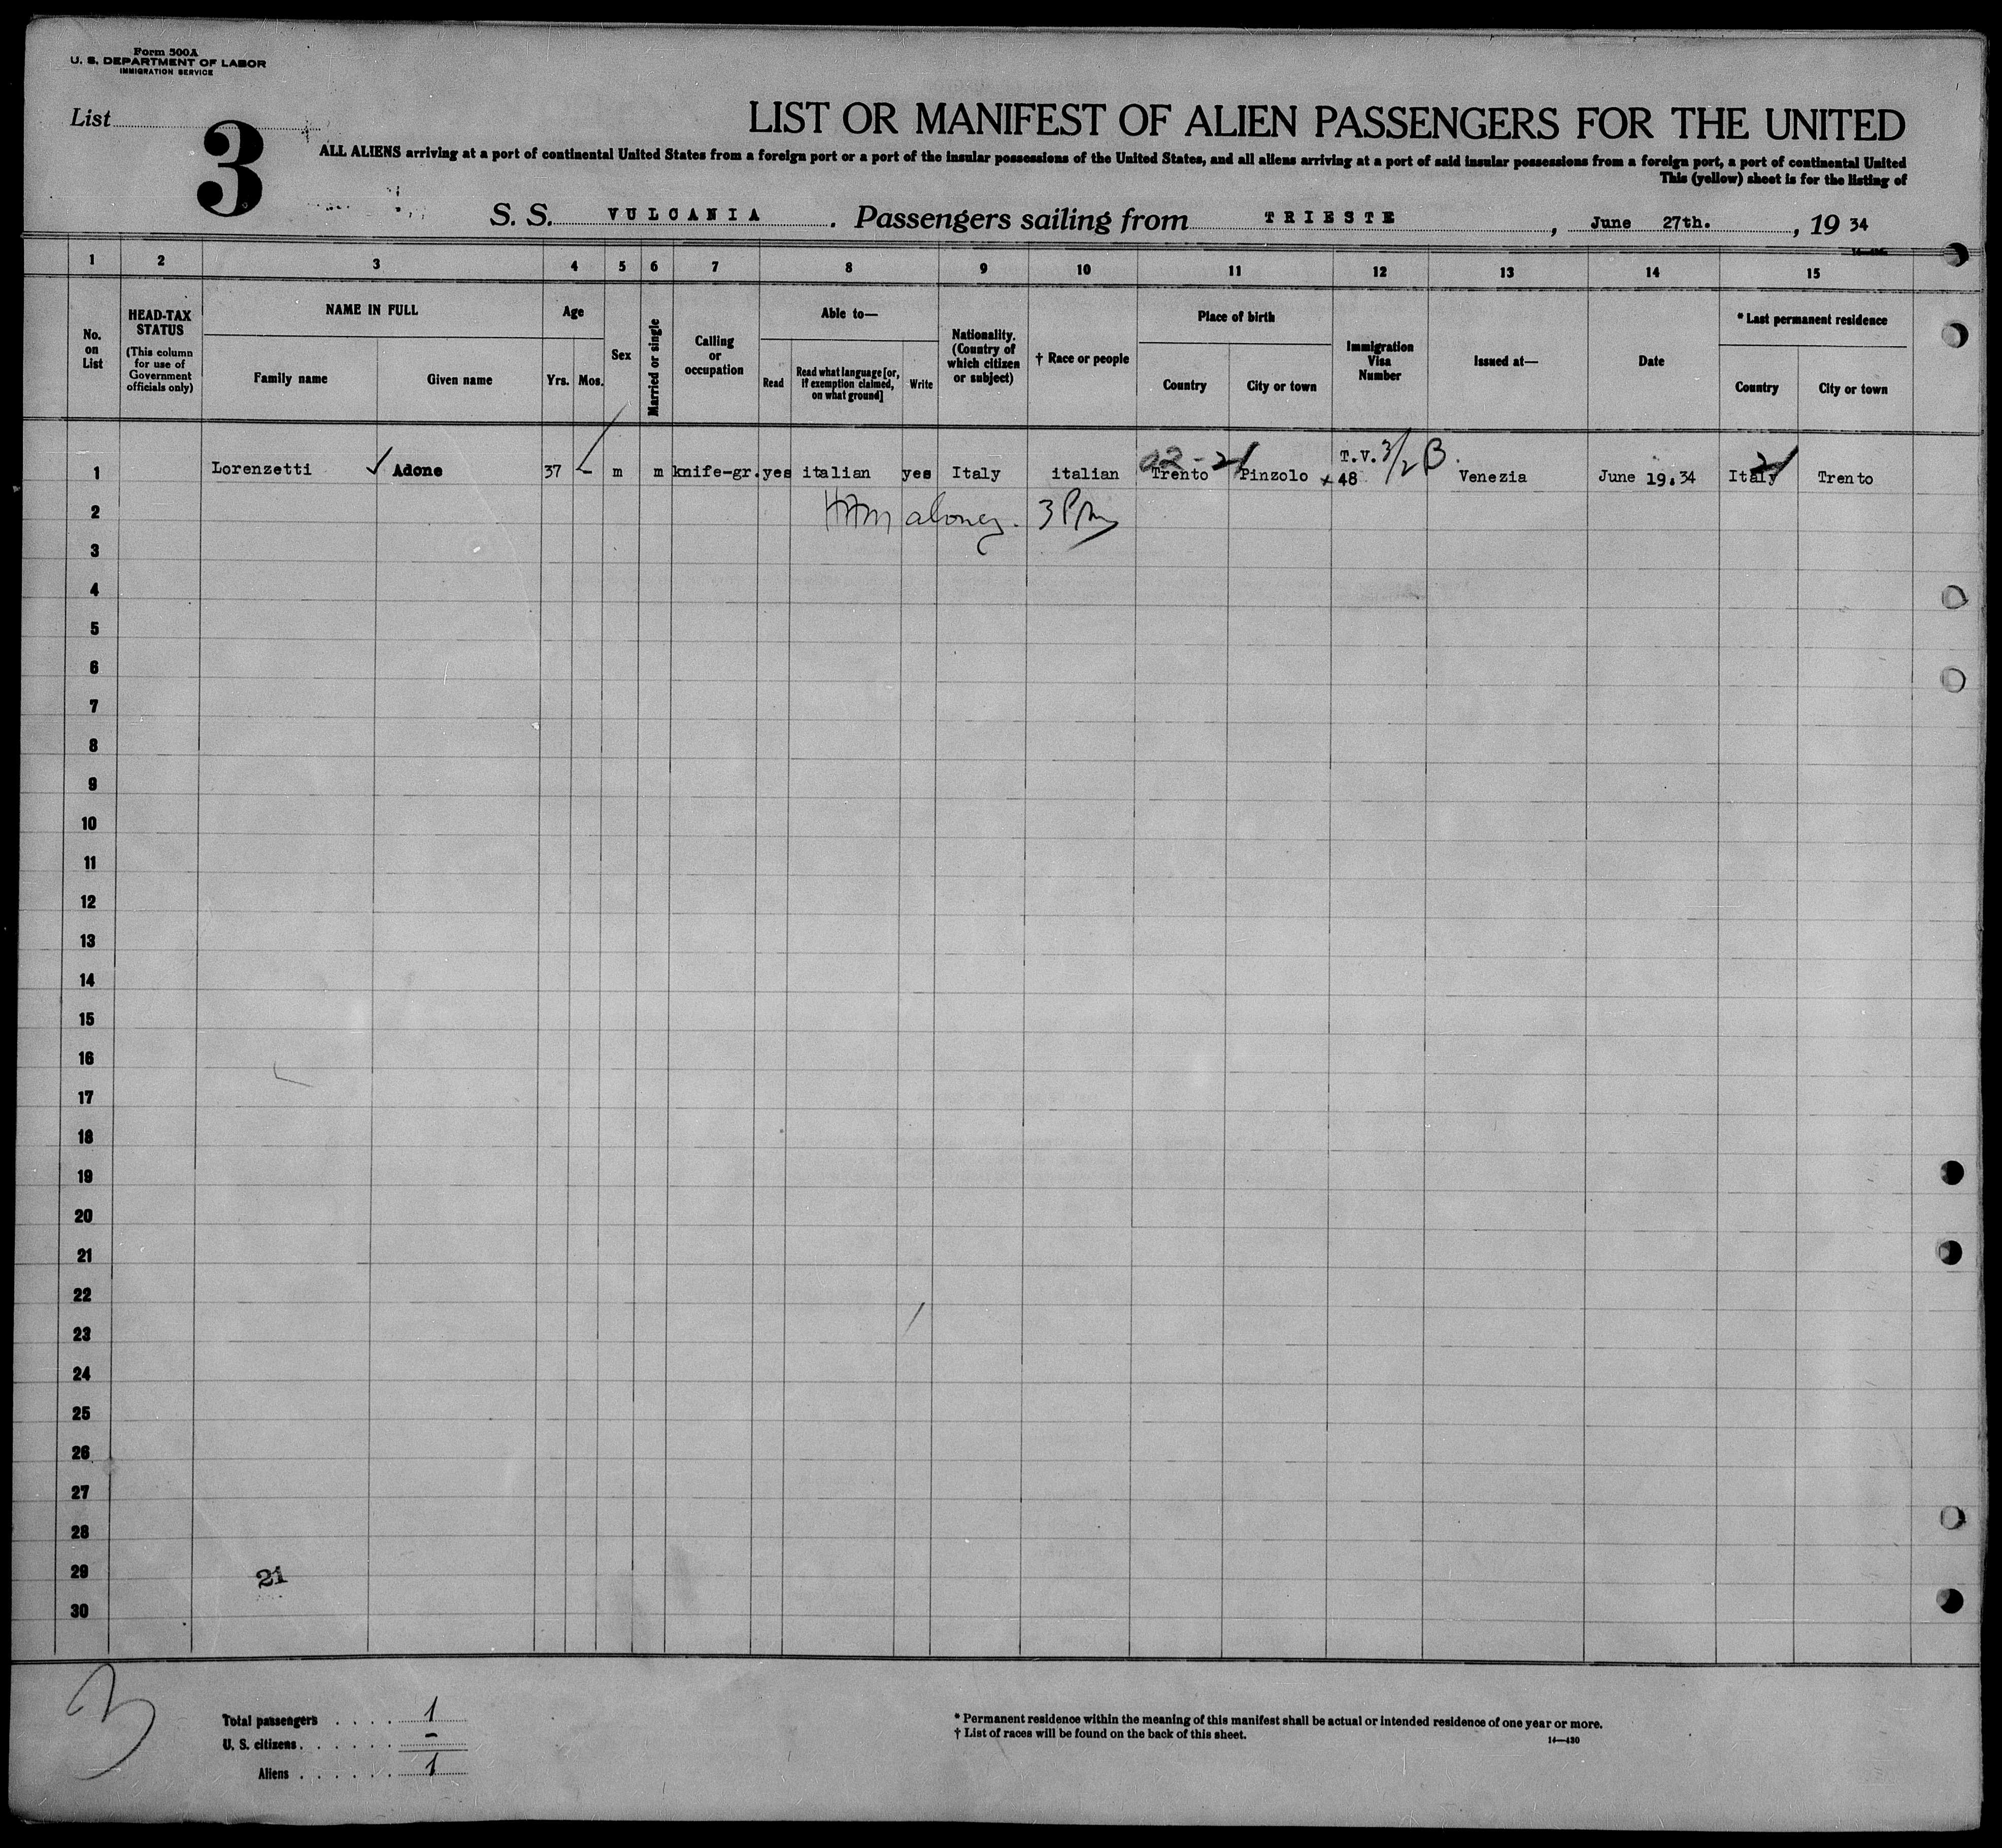 Form 500A
U. S. DEPARTMENT OF LABOR
IMMIGRATION SERVICE
List
3
LIST OR MANIFEST OF ALIEN PASSENGERS FOR THE UNITED
ALL ALIENS arriving at a port of continental United States from a foreign port or a port of the insular possessions of the United States, and all aliens arriving at a port of said insular possessions from a foreign port, a port of continental United
This (yellow) sheet is for the listing of
S. S. VULCANIA. Passengers sailing from TRIESTE, June 27th., 19 34
1 2 3 4 5 6 7 8 9 10 11 12 13 14 15
No. on List
HEAD-TAX STATUS
(This column for use of Government officials only)
NAME IN FULL
Family name
Given name
Age
Yrs. Mos.
Sex
Married or single
Calling or occupation
Able to—
Read
Read what language [or, if exemption claimed, on what ground]
Write
Nationality. (Country of which citizen or subject)
† Race or people
Place of birth
Country
City or town
Immigration Visa Number
Issued at—
Date
* Last permanent residence
Country
City or town
02-21 T.V. 3/2 B. 21
1 Lorenzetti ✓ Adone 37 - m m knife-gr. yes italian yes Italy italian Trento Pinzolo x 48 Venezia June 19.34 Italy Trento
2 Maloney. 3 PM
3
4
5
6
7
8
9
10
11
12
13
14
15
16
17
18
19
20
21
22
23
24
25
26
27
28
29
21
30
3
Total passengers . . . . 1
U. S. citizens . . . . . . -
Aliens . . . . . . 1
* Permanent residence within the meaning of this manifest shall be actual or intended residence of one year or more.
† List of races will be found on the back of this sheet.
14—430